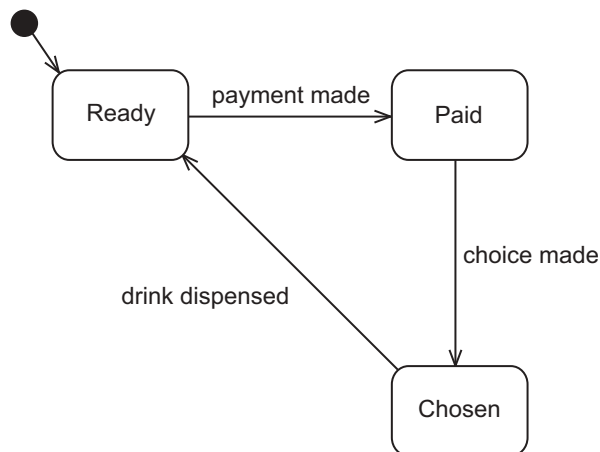 Ready
payment made
Paid
choice made
drink dispensed
Chosen